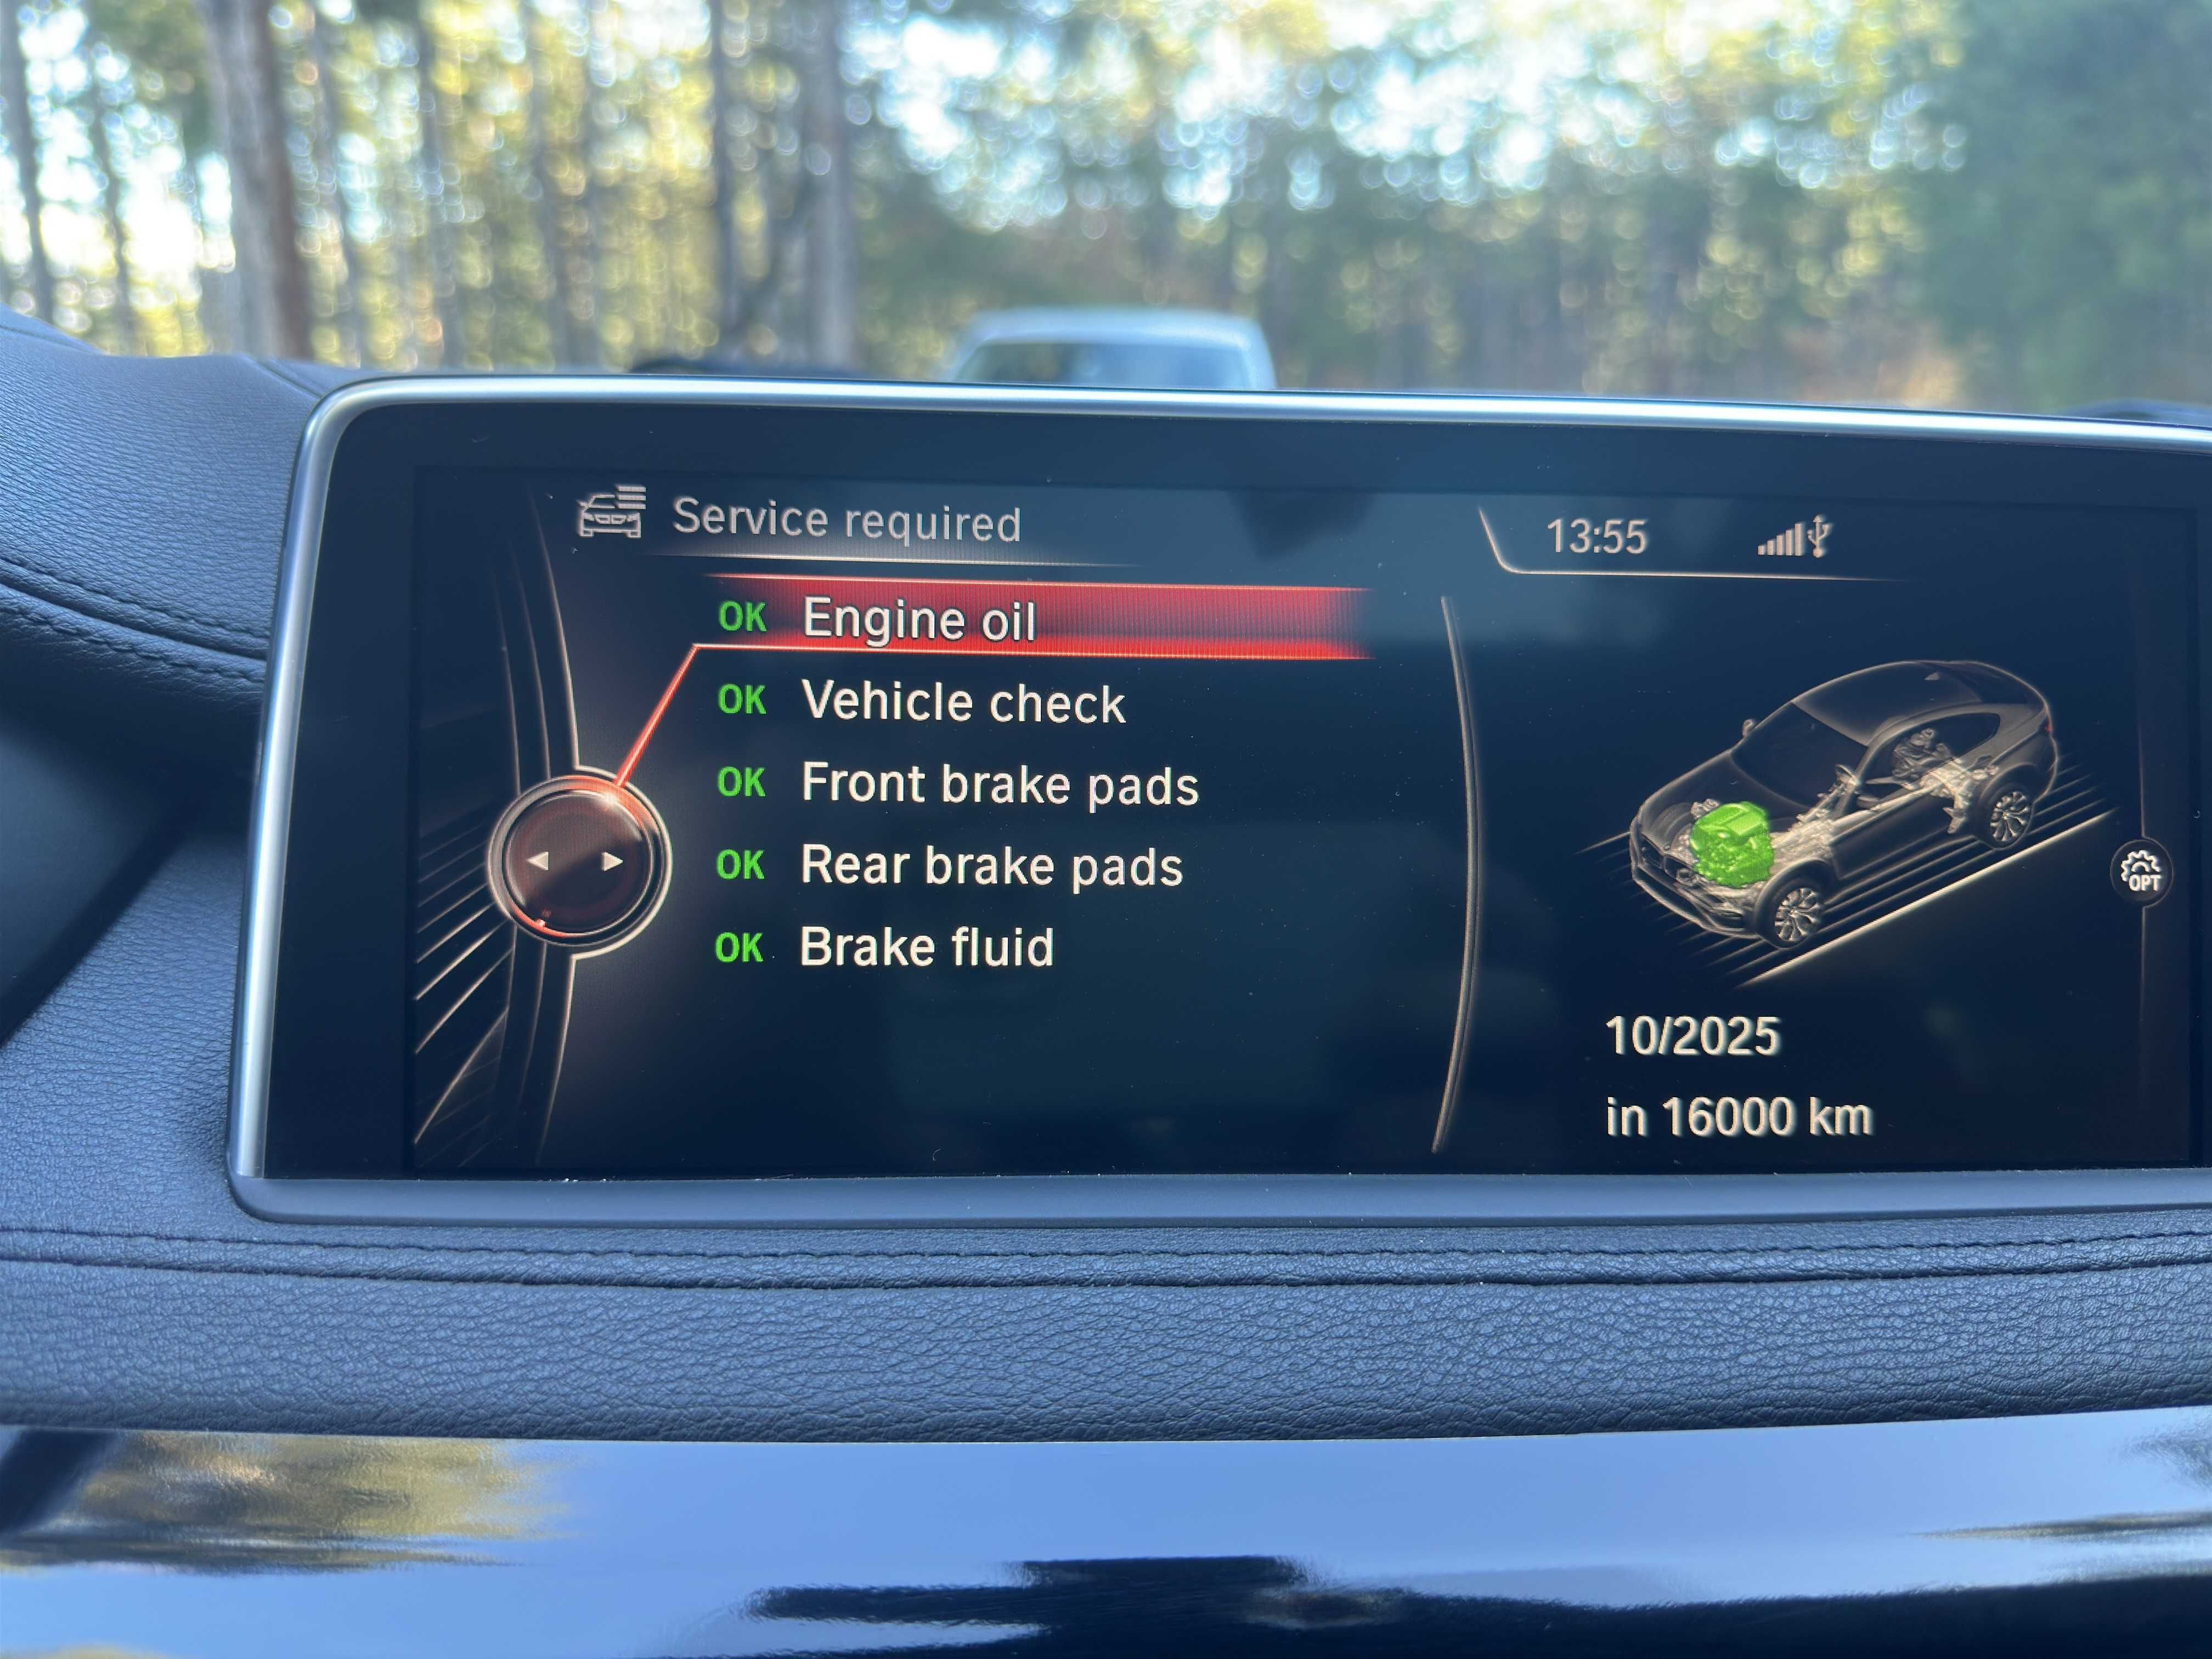 Service required
13:55
OK Engine oil
OK Vehicle check
OK Front brake pads
OK Rear brake pads
OK Brake fluid
OPT
10/2025
in 16000 km